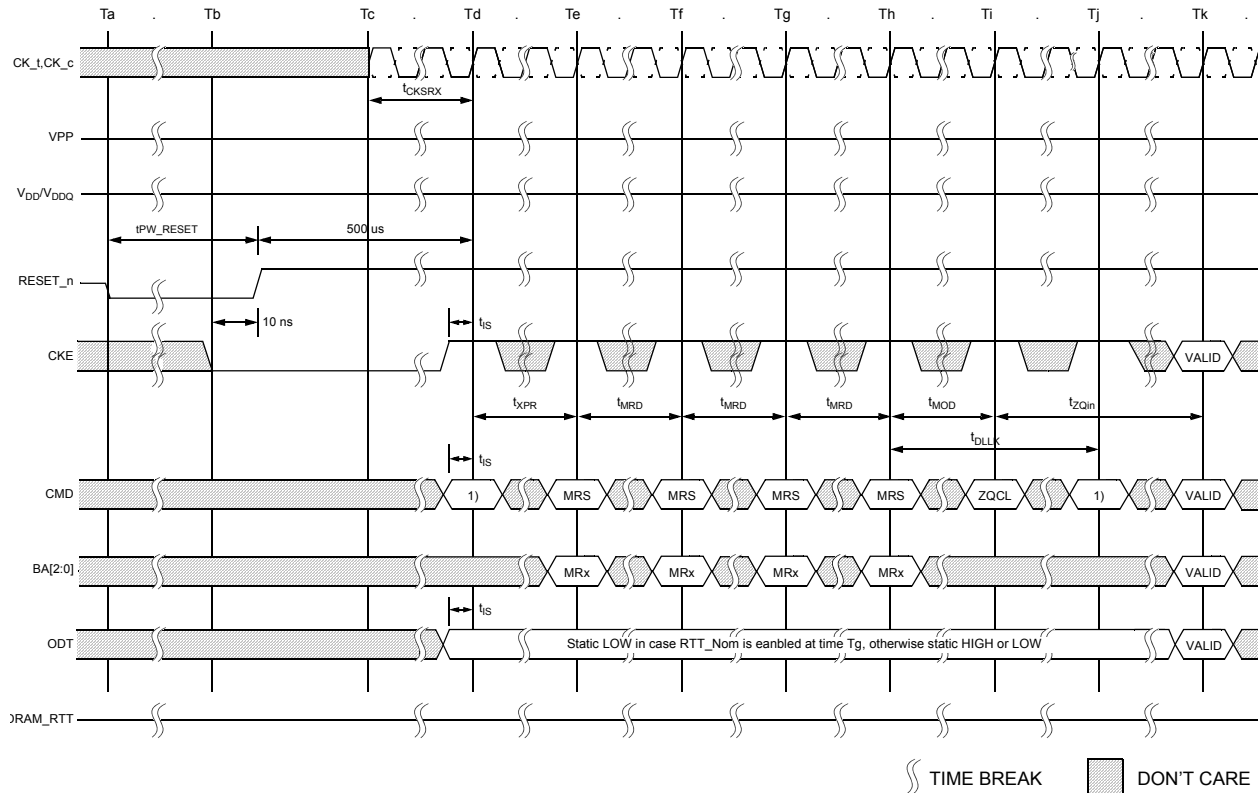 Ta . Tb Tc . Td . Te . Tf . Tg . Th . Ti . Tj . Tk .
CK_t,CK_c
tCKSRX
VPP
VDD/VDDQ
tPW_RESET 500 us
RESET_n
10 ns tIS
CKE VALID
tXPR tMRD tMRD tMRD tMOD tZQin
tDLLK
tIS
CMD 1) MRS MRS MRS MRS ZQCL 1) VALID
BA[2:0] MRx MRx MRx MRx VALID
tIS
ODT Static LOW in case RTT_Nom is eanbled at time Tg, otherwise static HIGH or LOW VALID
DRAM_RTT
TIME BREAK DON'T CARE